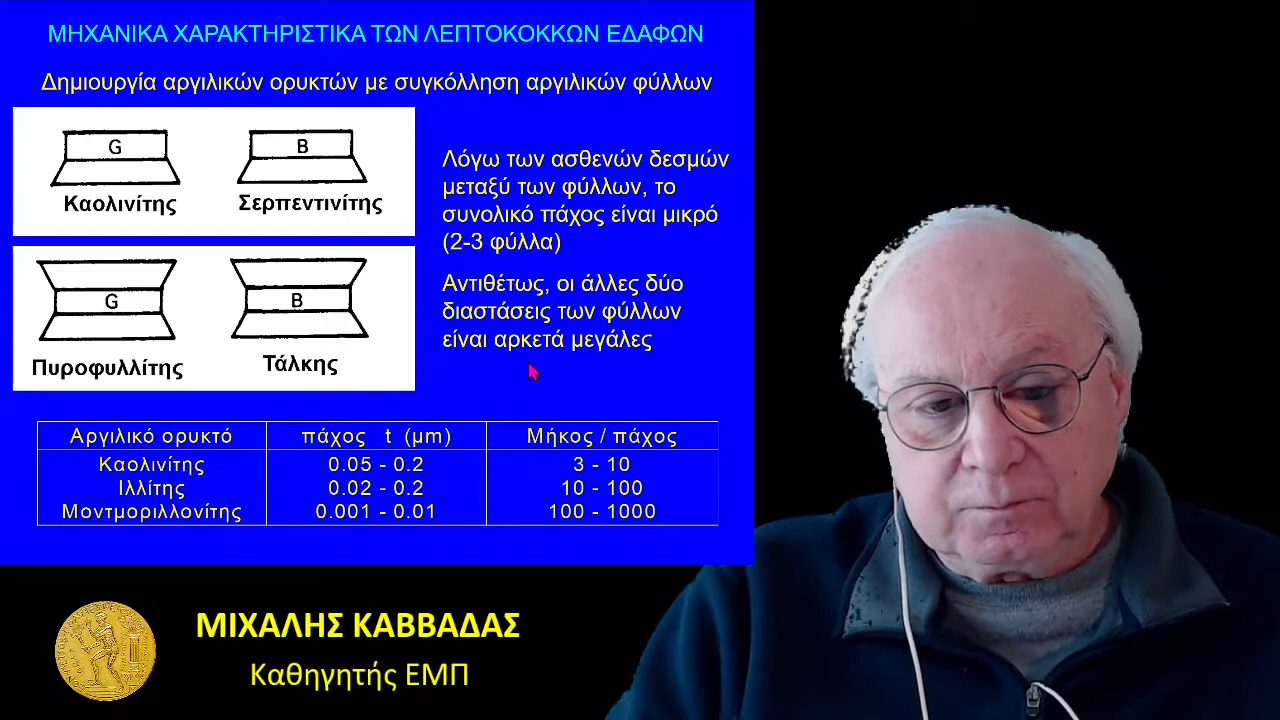 ΜΗΧΑΝΙΚΑ ΧΑΡΑΚΤΗΡΙΣΤΙΚΑ ΤΩΝ ΛΕΠΤΟΚΟΚΚΩΝ ΕΔΑΦΩΝ
Δημιουργία αργιλικών ορυκτών με συγκόλληση αργιλικών φύλλων
G
B
Καολινίτης
Σερπεντινίτης
G
B
Πυροφυλλίτης
Τάλκης
Λόγω των ασθενών δεσμών
μεταξύ των φύλλων, το
συνολικό πάχος είναι μικρό
(2-3 φύλλα)
Αντιθέτως, οι άλλες δύο
διαστάσεις των φύλλων
είναι αρκετά μεγάλες
Αργιλικό ορυκτό πάχος t (μm) Μήκος / πάχος
Καολινίτης 0.05 - 0.2 3 - 10
Ιλλίτης 0.02 - 0.2 10 - 100
Μοντμοριλλονίτης 0.001 - 0.01 100 - 1000
ΜΙΧΑΛΗΣ ΚΑΒΒΑΔΑΣ
Καθηγητής ΕΜΠ